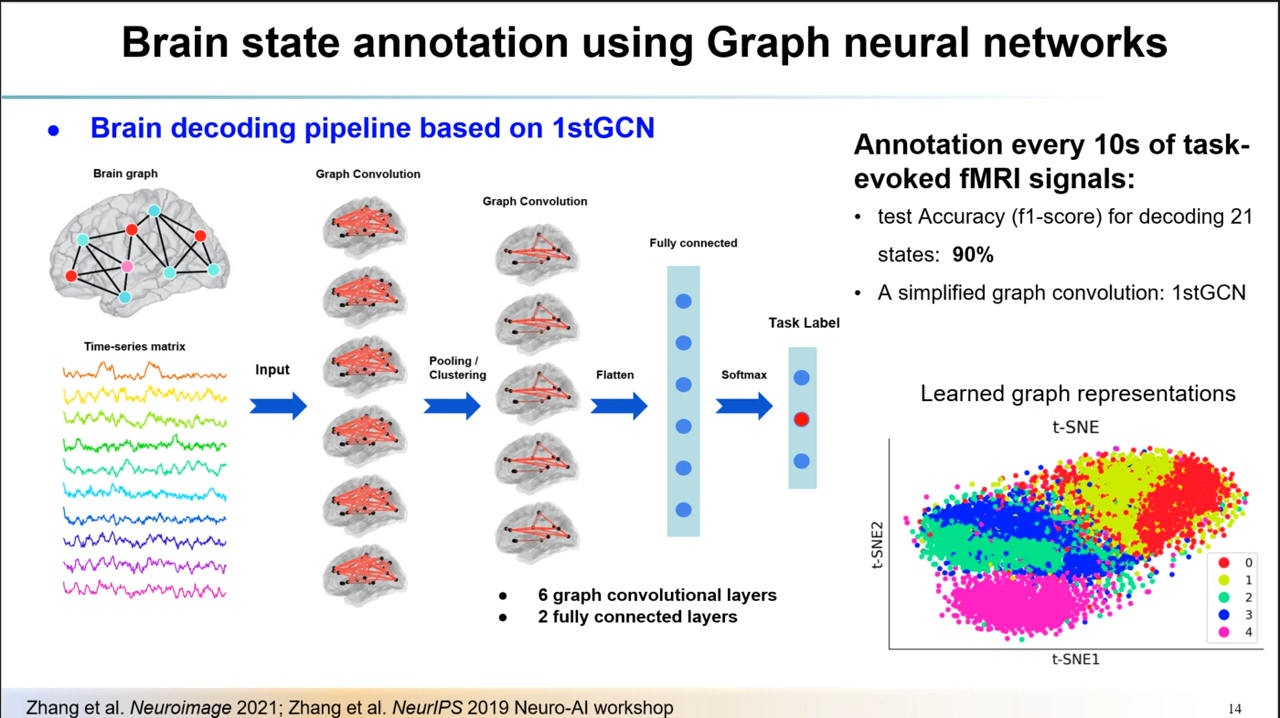 Brain state annotation using Graph neural networks
● Brain decoding pipeline based on 1stGCN
Brain graph
Time-series matrix
Input
Graph Convolution
Pooling /
Clustering
Graph Convolution
Flatten
Fully connected
Softmax
Task Label
● 6 graph convolutional layers
● 2 fully connected layers
Annotation every 10s of task-
evoked fMRI signals:
• test Accuracy (f1-score) for decoding 21
states: 90%
• A simplified graph convolution: 1stGCN
Learned graph representations
t-SNE
t-SNE2
0
1
2
3
4
t-SNE1
Zhang et al. Neuroimage 2021; Zhang et al. NeurIPS 2019 Neuro-AI workshop
14